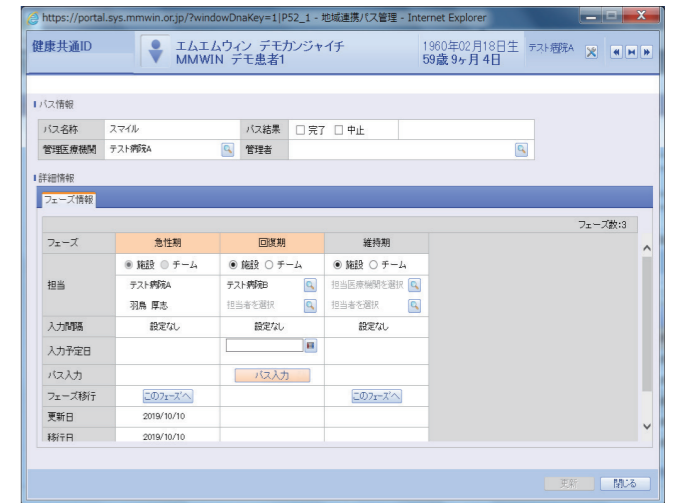 https://portal.sys.mmwin.or.jp/?windowDnaKey=1|P52_1 - 地域連携パス管理 - Internet Explorer
健康共通ID
エムエムウィン デモカンジャイチ
MMWIN デモ患者1
1960年02月18日生
59歳 9ヶ月 4日
テスト病院A
パス情報
パス名称 スマイル パス結果 完了 中止
管理医療機関 テスト病院A 管理者
詳細情報
フェーズ情報
フェーズ数:3
フェーズ 急性期 回復期 維持期
施設 チーム 施設 チーム 施設 チーム
担当 テスト病院A テスト病院B 担当医療機関を選択
羽鳥 厚志 担当者を選択 担当者を選択
入力間隔 設定なし 設定なし 設定なし
入力予定日
パス入力 パス入力
フェーズ移行 このフェーズへ このフェーズへ
更新日 2019/10/10
移行日 2019/10/10
更新 閉じる